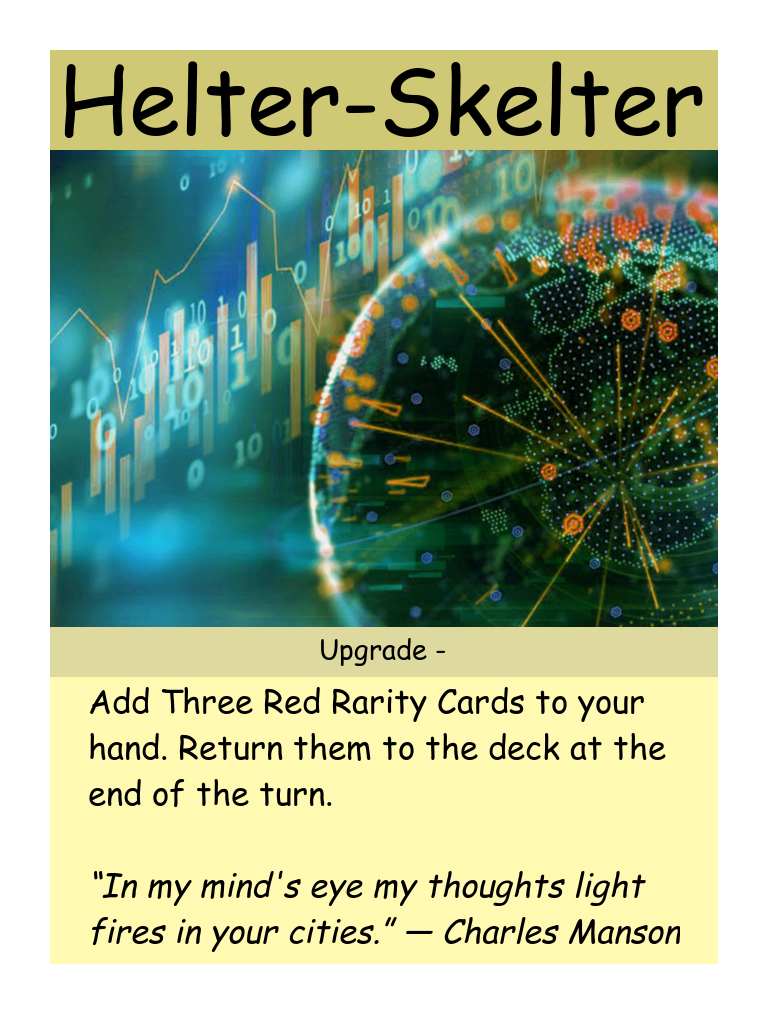 Helter-Skelter
Upgrade -
Add Three Red Rarity Cards to your
hand. Return them to the deck at the
end of the turn.
“In my mind's eye my thoughts light
fires in your cities.” — Charles Manson